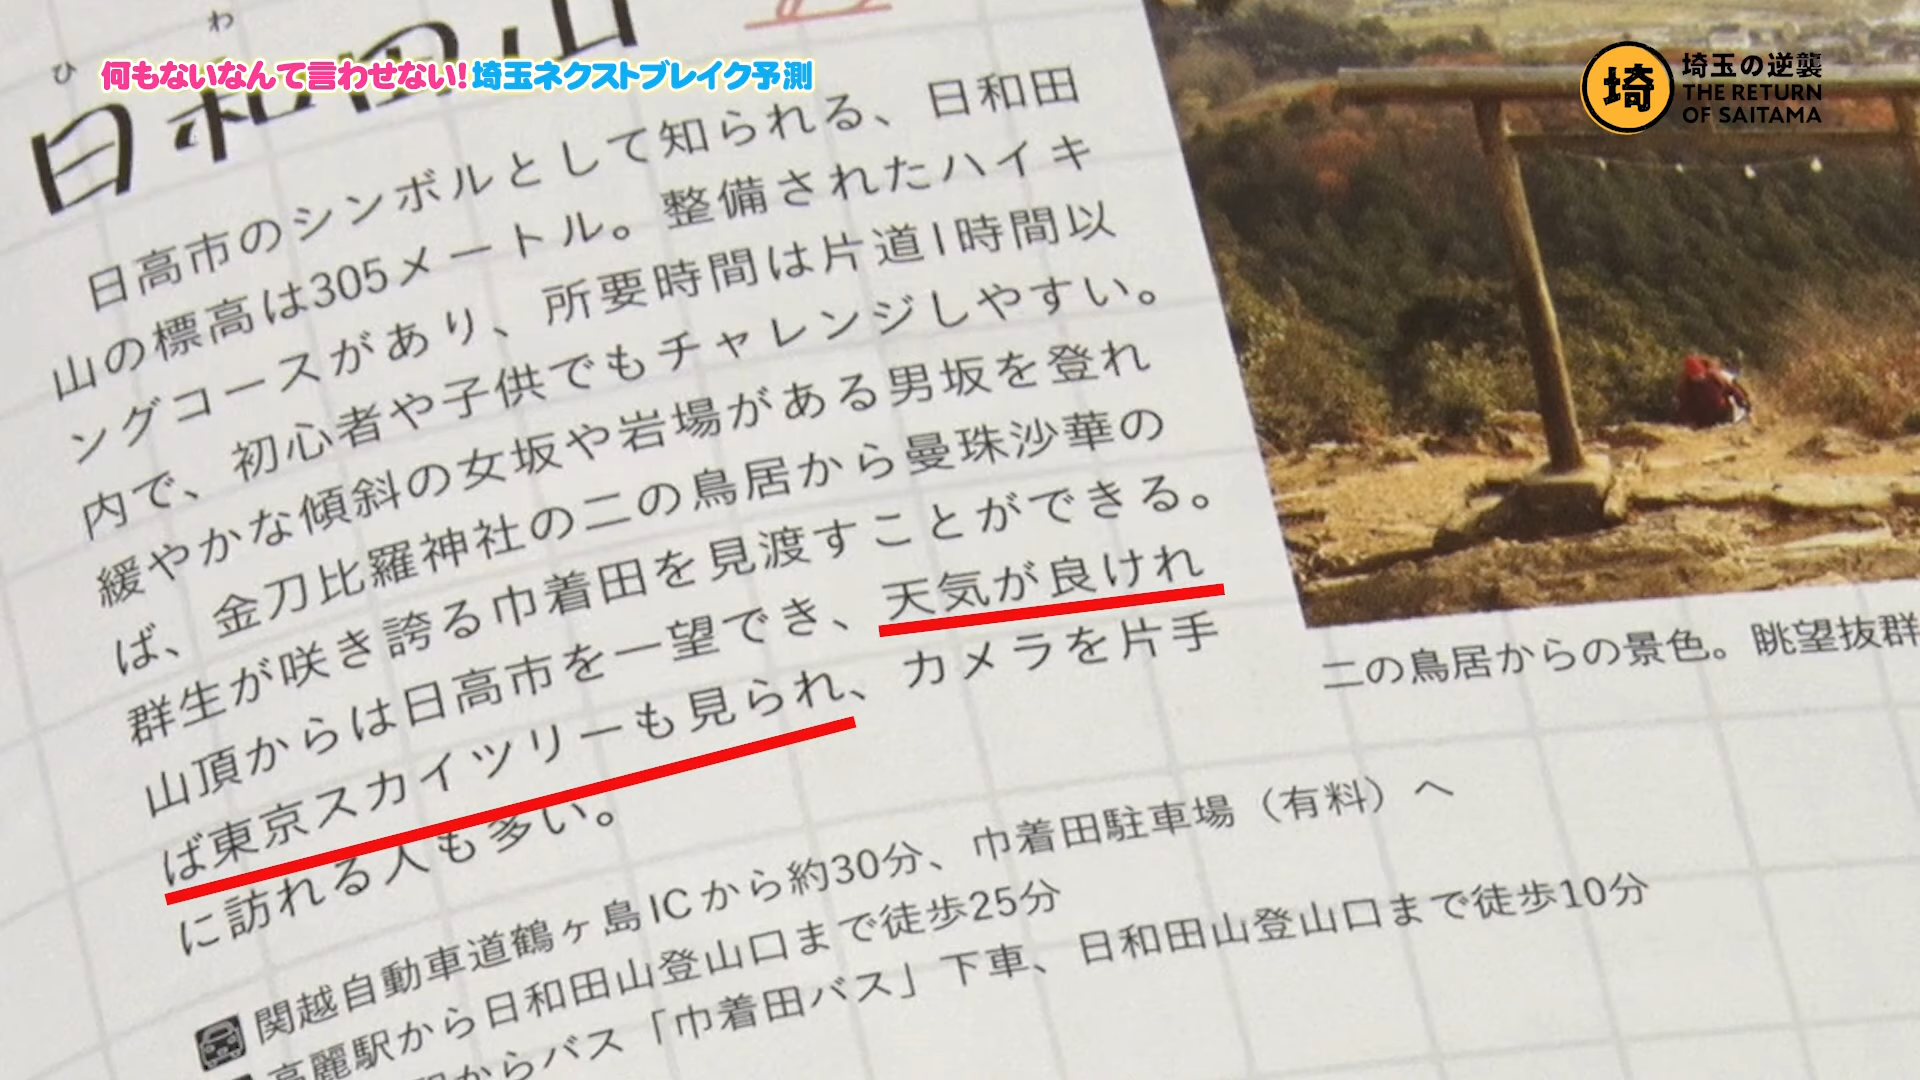 何もないなんて言わせない!埼玉ネクストブレイク予測
埼
埼玉の逆襲
THE RETURN
OF SAITAMA
ひ
わ
日和田山
日高市のシンボルとして知られる、日和田
山の標高は305メートル。整備されたハイキ
ングコースがあり、所要時間は片道1時間以
内で、初心者や子供でもチャレンジしやすい。
緩やかな傾斜の女坂や岩場がある男坂を登れ
ば、金刀比羅神社の二の鳥居から曼珠沙華の
群生が咲き誇る巾着田を見渡すことができる。
山頂からは日高市を一望でき、天気が良けれ
ば東京スカイツリーも見られ、カメラを片手
に訪れる人も多い。
関越自動車道鶴ヶ島ICから約30分、巾着田駐車場（有料）へ
高麗駅から日和田山登山口まで徒歩25分
駅からバス「巾着田バス」下車、日和田山登山口まで徒歩10分
二の鳥居からの景色。眺望抜群